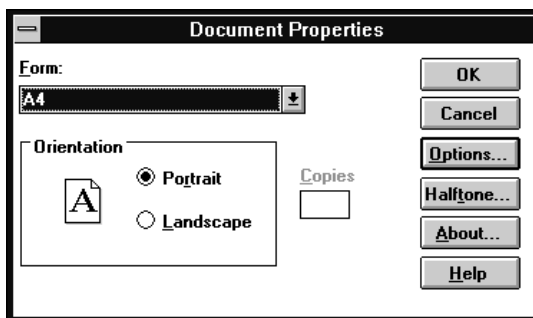 Document Properties
Form:
A4
Orientation
A
Portrait
Landscape
Copies
OK
Cancel
Options...
Halftone...
About...
Help